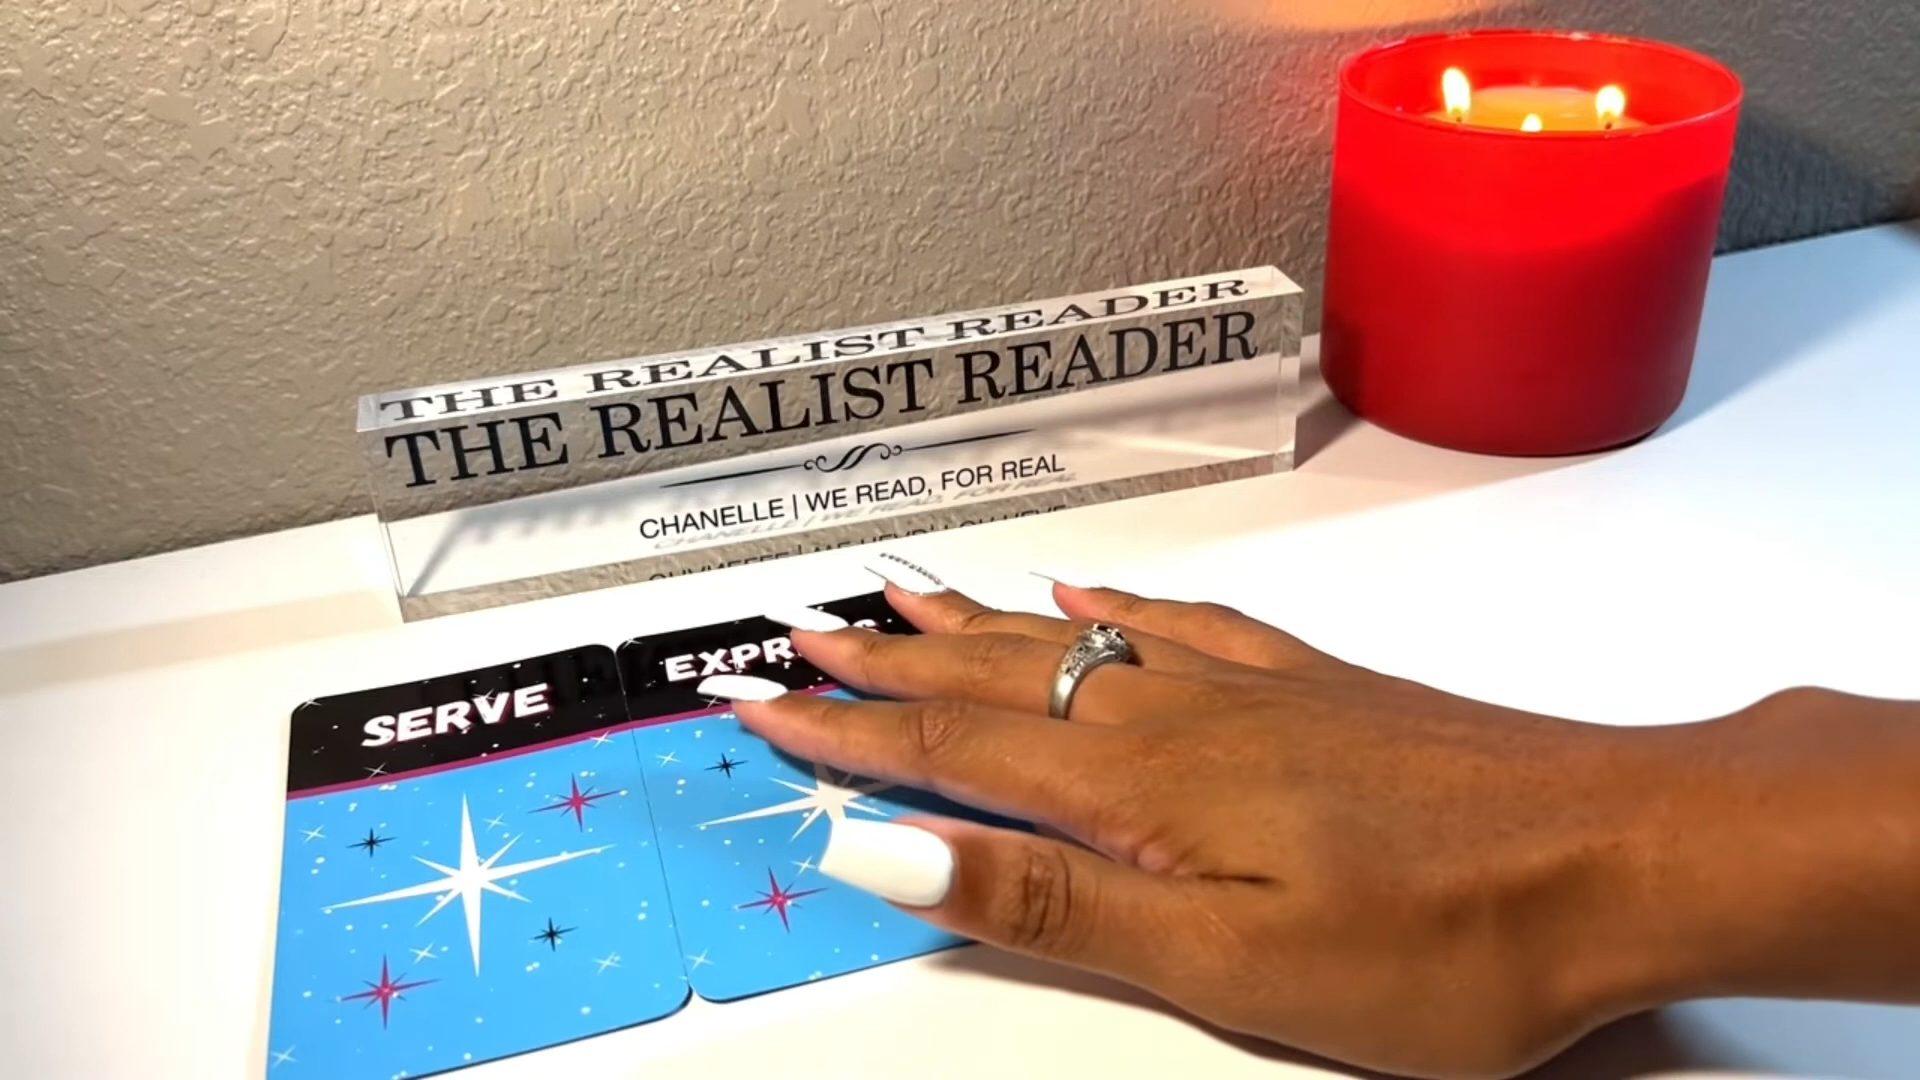 THE REALIST READER
THE REALIST READER
CHANELLE | WE READ, FOR REAL
SERVE